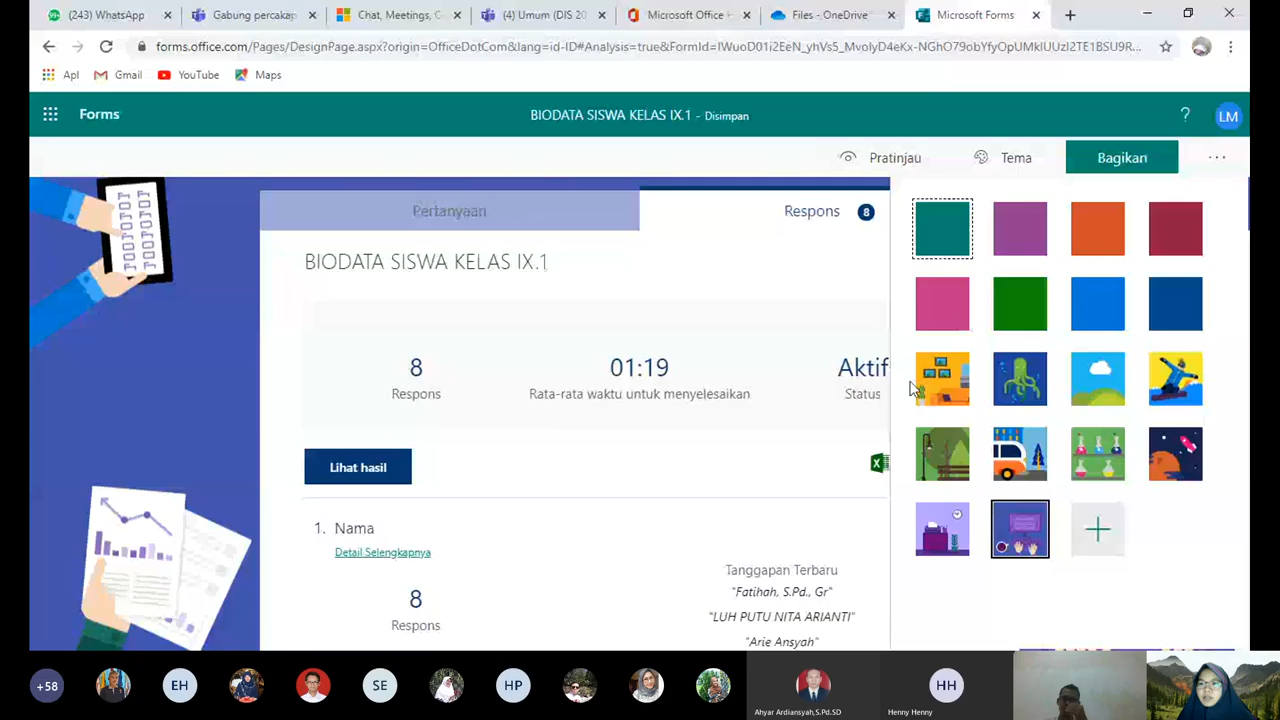 (243) WhatsApp
Gabung percakap
Chat, Meetings, C
(4) Umum (DIS 20
Microsoft Office
Files - OneDrive
Microsoft Forms
forms.office.com/Pages/DesignPage.aspx?origin=OfficeDotCom&lang=id-ID#Analysis=true&FormId=
Apl
Gmail
YouTube
Maps
Forms
BIODATA SISWA KELAS IX.1 - Disimpan
?
LM
Pratinjau
Tema
Bagikan
Pertanyaan
Respons 8
BIODATA SISWA KELAS IX.1
8
Respons
01:19
Rata-rata waktu untuk menyelesaikan
Aktif
Status
Lihat hasil
1. Nama
Detail Selengkapnya
8
Respons
Tanggapan Terbaru
"Fatihah, S.Pd., Gr"
"LUH PUTU NITA ARIANTI"
"Arie Ansyah"
+58
EH
SE
HP
Ahyar Ardiansyah,S.Pd.SD
HH
Henny Henny